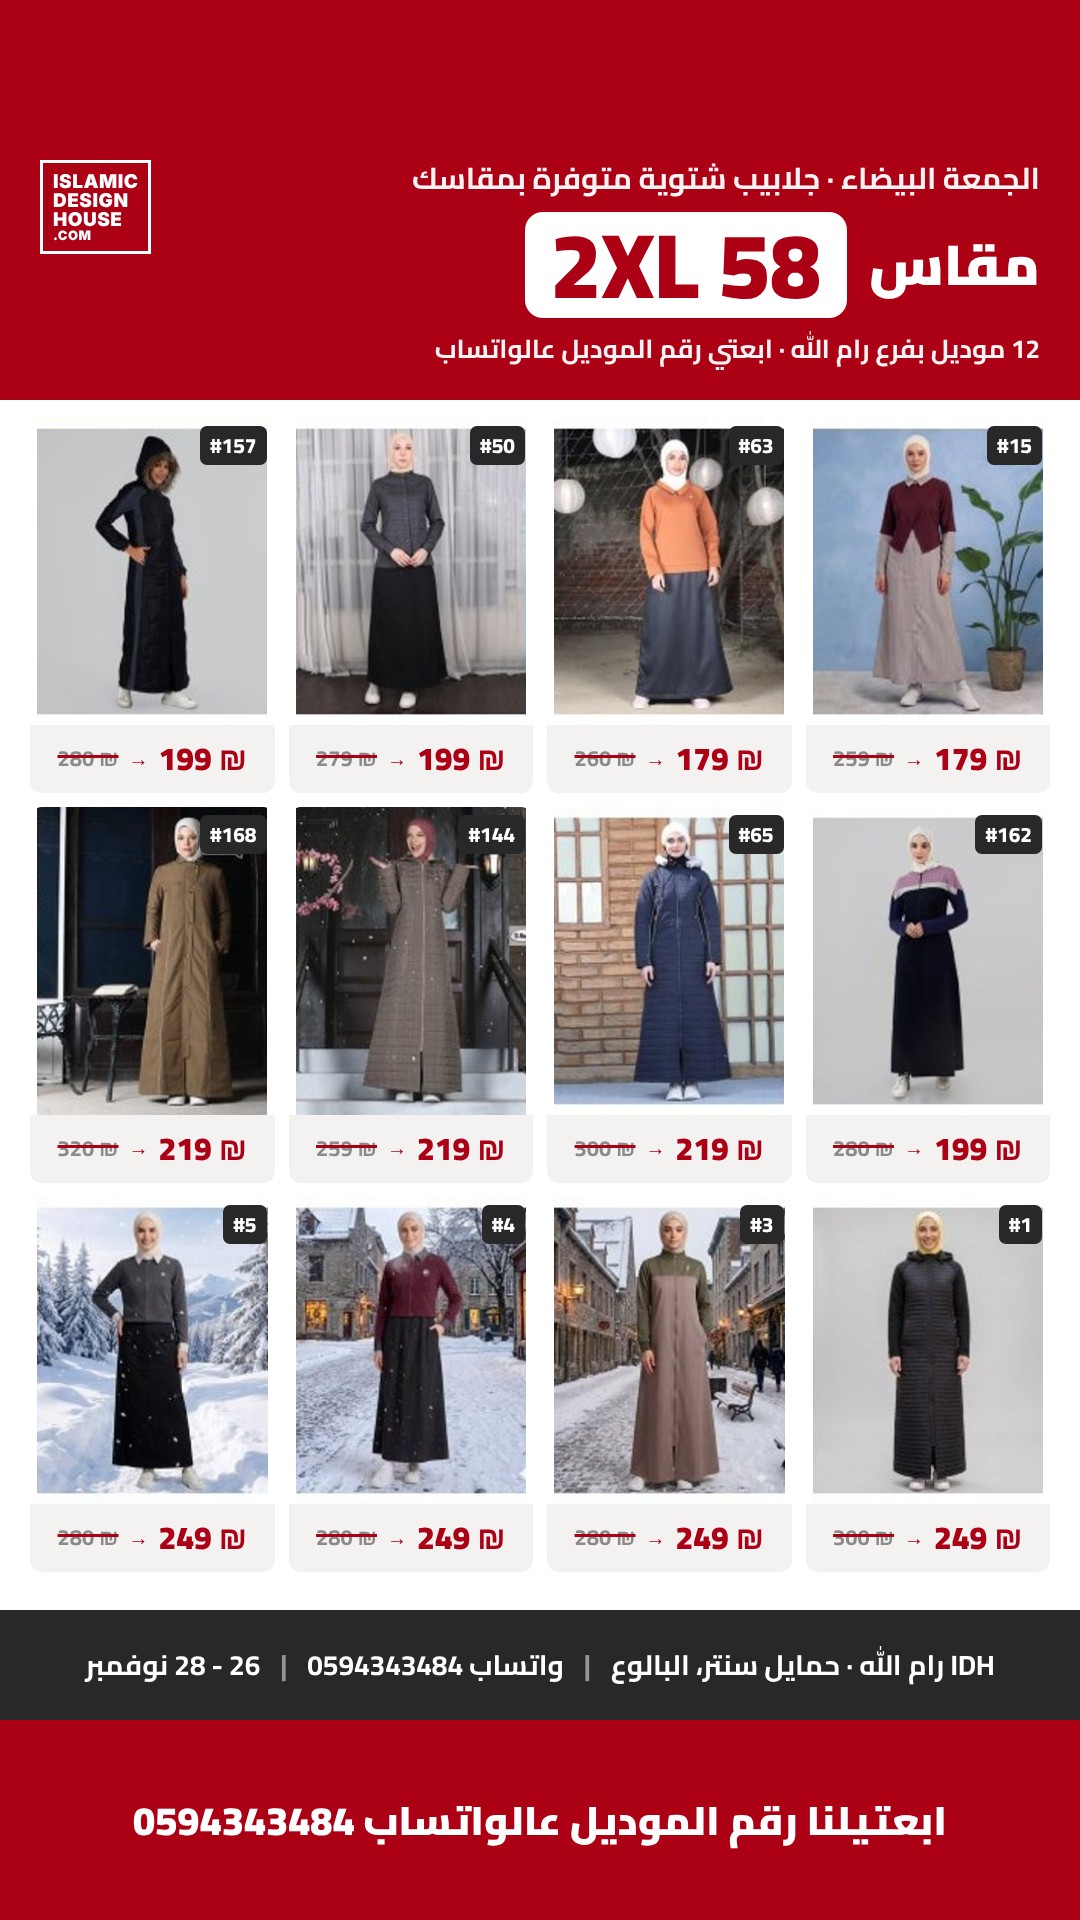 ISLAMIC
DESIGN
HOUSE
.COM
الجمعة البيضاء · جلابيب شتوية متوفرة بمقاسك
مقاس 2XL 58
12 موديل بفرع رام الله · ابعتي رقم الموديل عالواتساب
#157 #50 #63 #15
280 ₪ → 199 ₪ 279 ₪ → 199 ₪ 260 ₪ → 179 ₪ 259 ₪ → 179 ₪
#168 #144 #65 #162
320 ₪ → 219 ₪ 259 ₪ → 219 ₪ 300 ₪ → 219 ₪ 280 ₪ → 199 ₪
#5 #4 #3 #1
280 ₪ → 249 ₪ 280 ₪ → 249 ₪ 280 ₪ → 249 ₪ 300 ₪ → 249 ₪
IDH رام الله · حمايل سنتر، البالوع | واتساب 0594343484 | 26 - 28 نوفمبر
ابعتيلنا رقم الموديل عالواتساب 0594343484